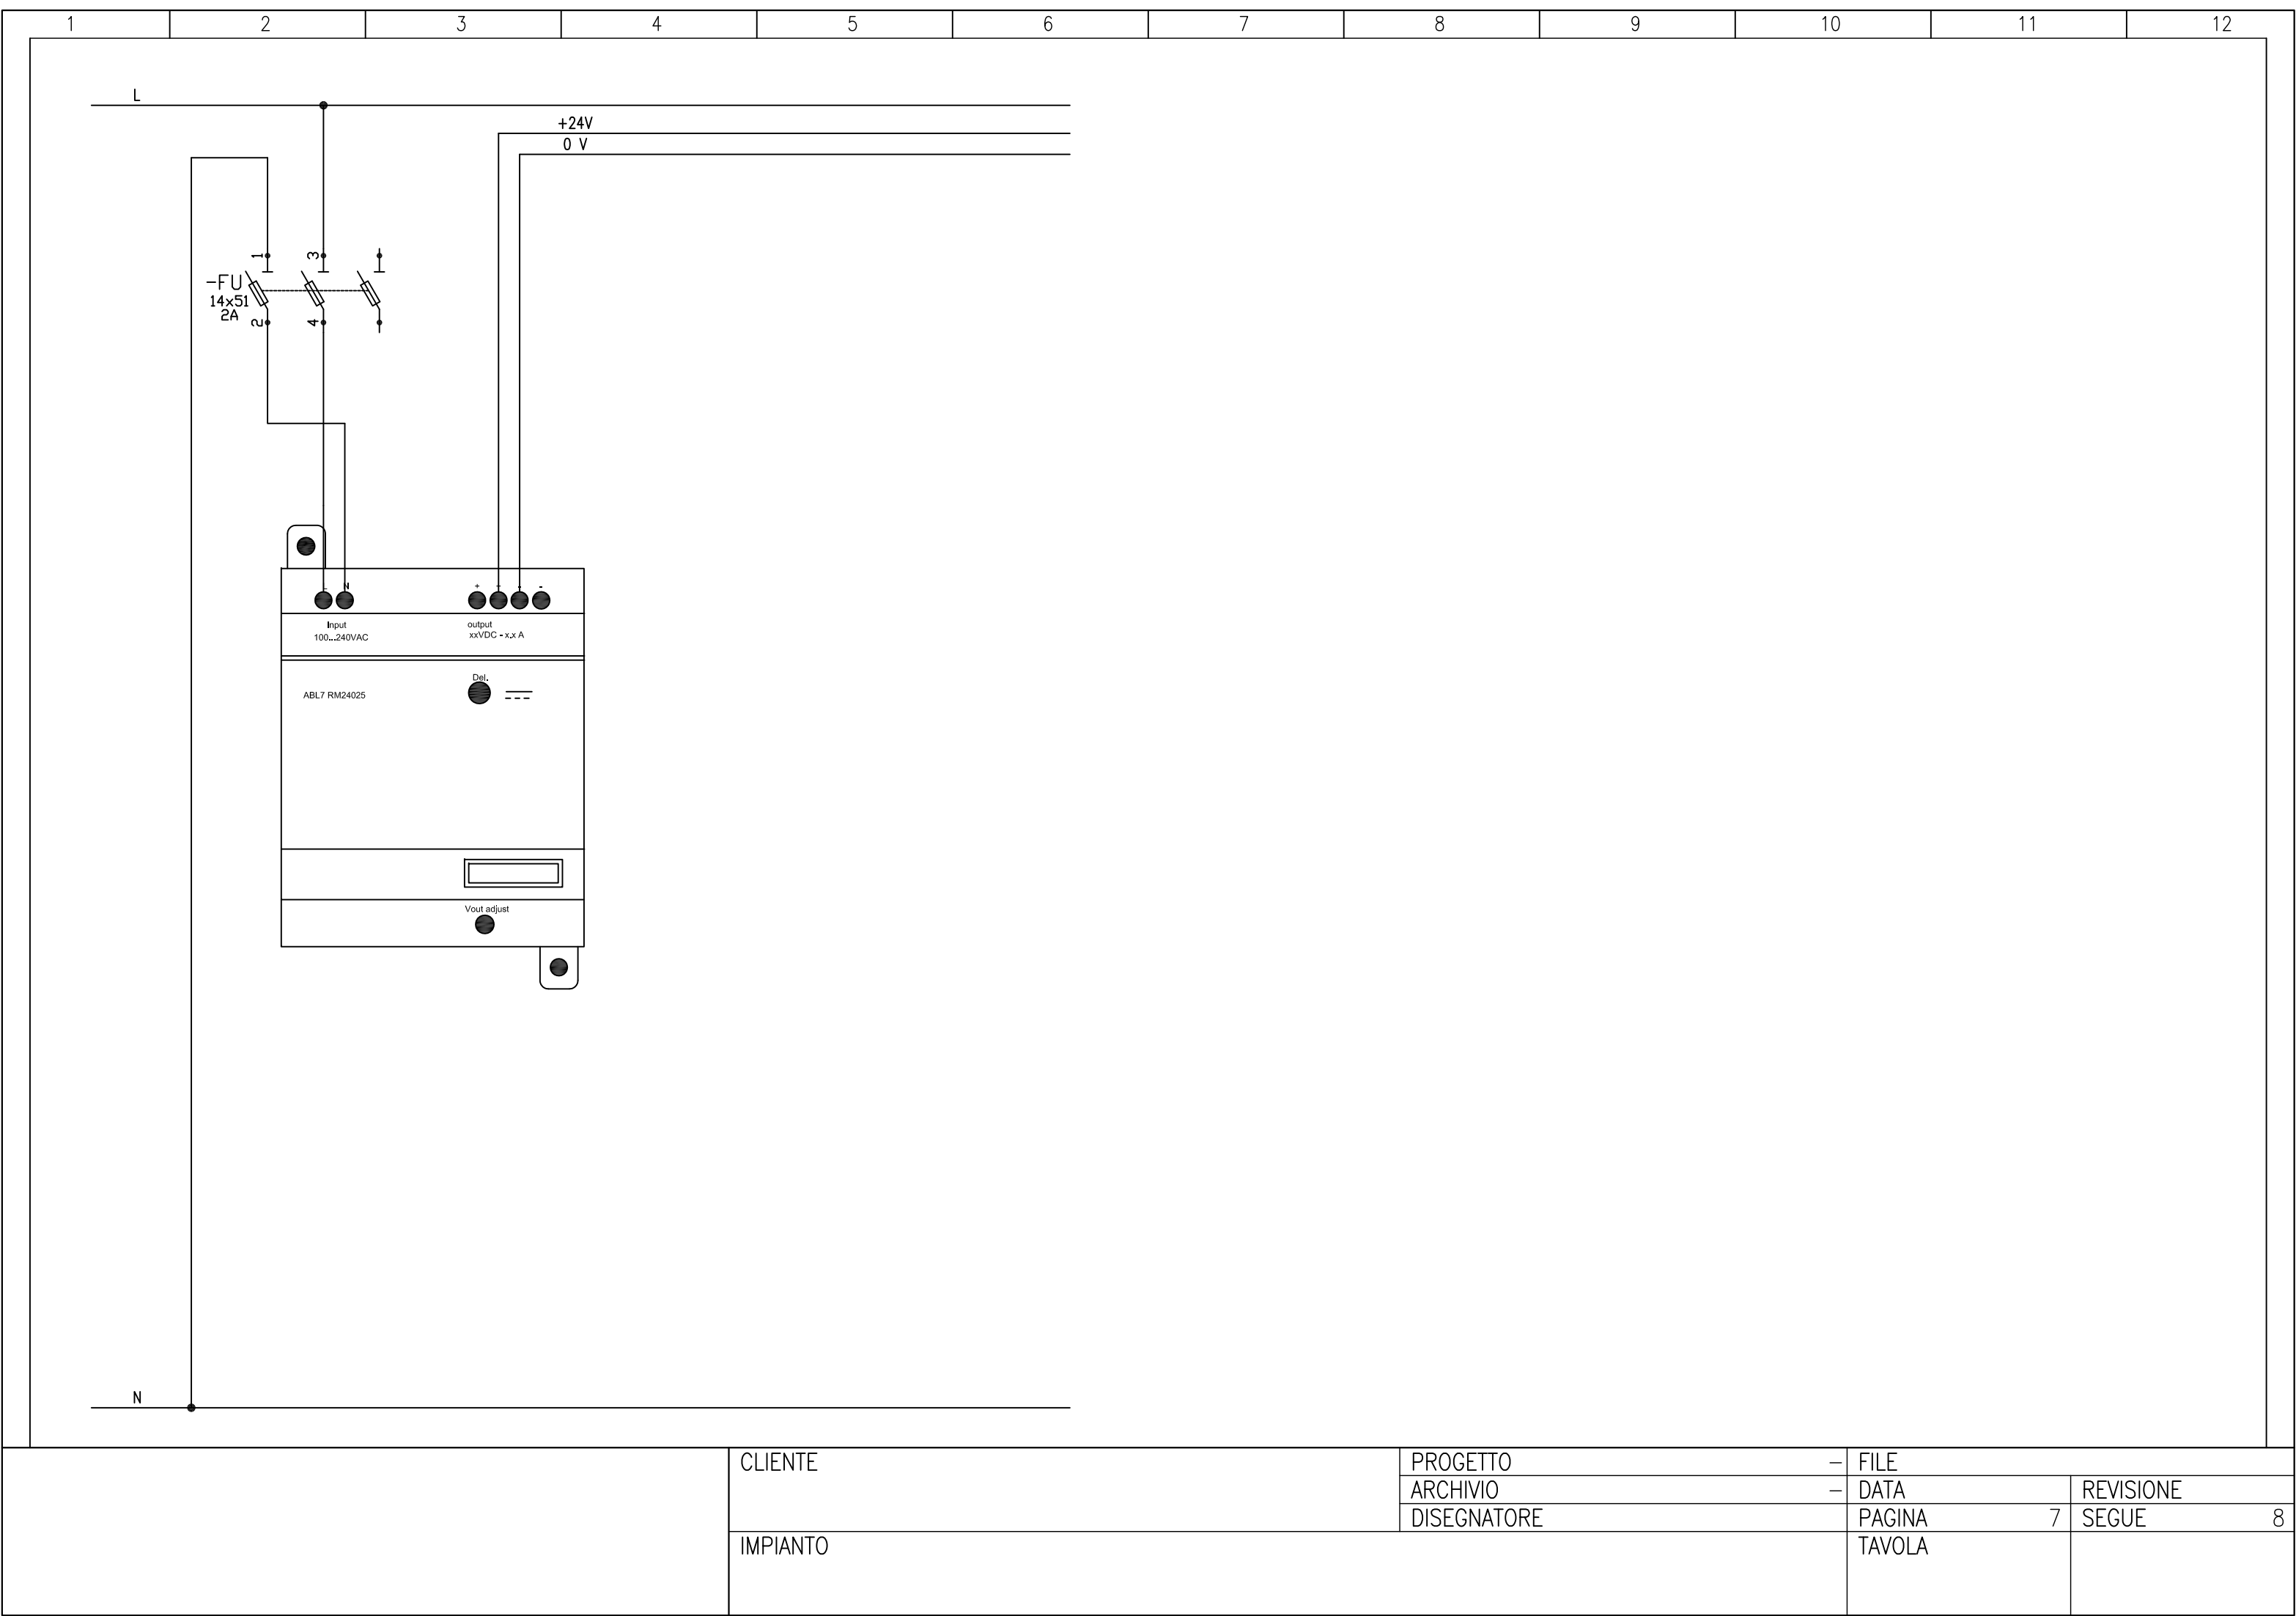 1 2 3 4 5 6 7 8 9 10 11 12
L
+24V
0 V
1 3
-FU
14x51
2A
2 4
N
+ + - -
Input output
100...240VAC xxVDC - x.x A
Del.
ABL7 RM24025
Vout adjust
N
CLIENTE PROGETTO - FILE
ARCHIVIO - DATA REVISIONE
DISEGNATORE PAGINA 7 SEGUE 8
IMPIANTO TAVOLA